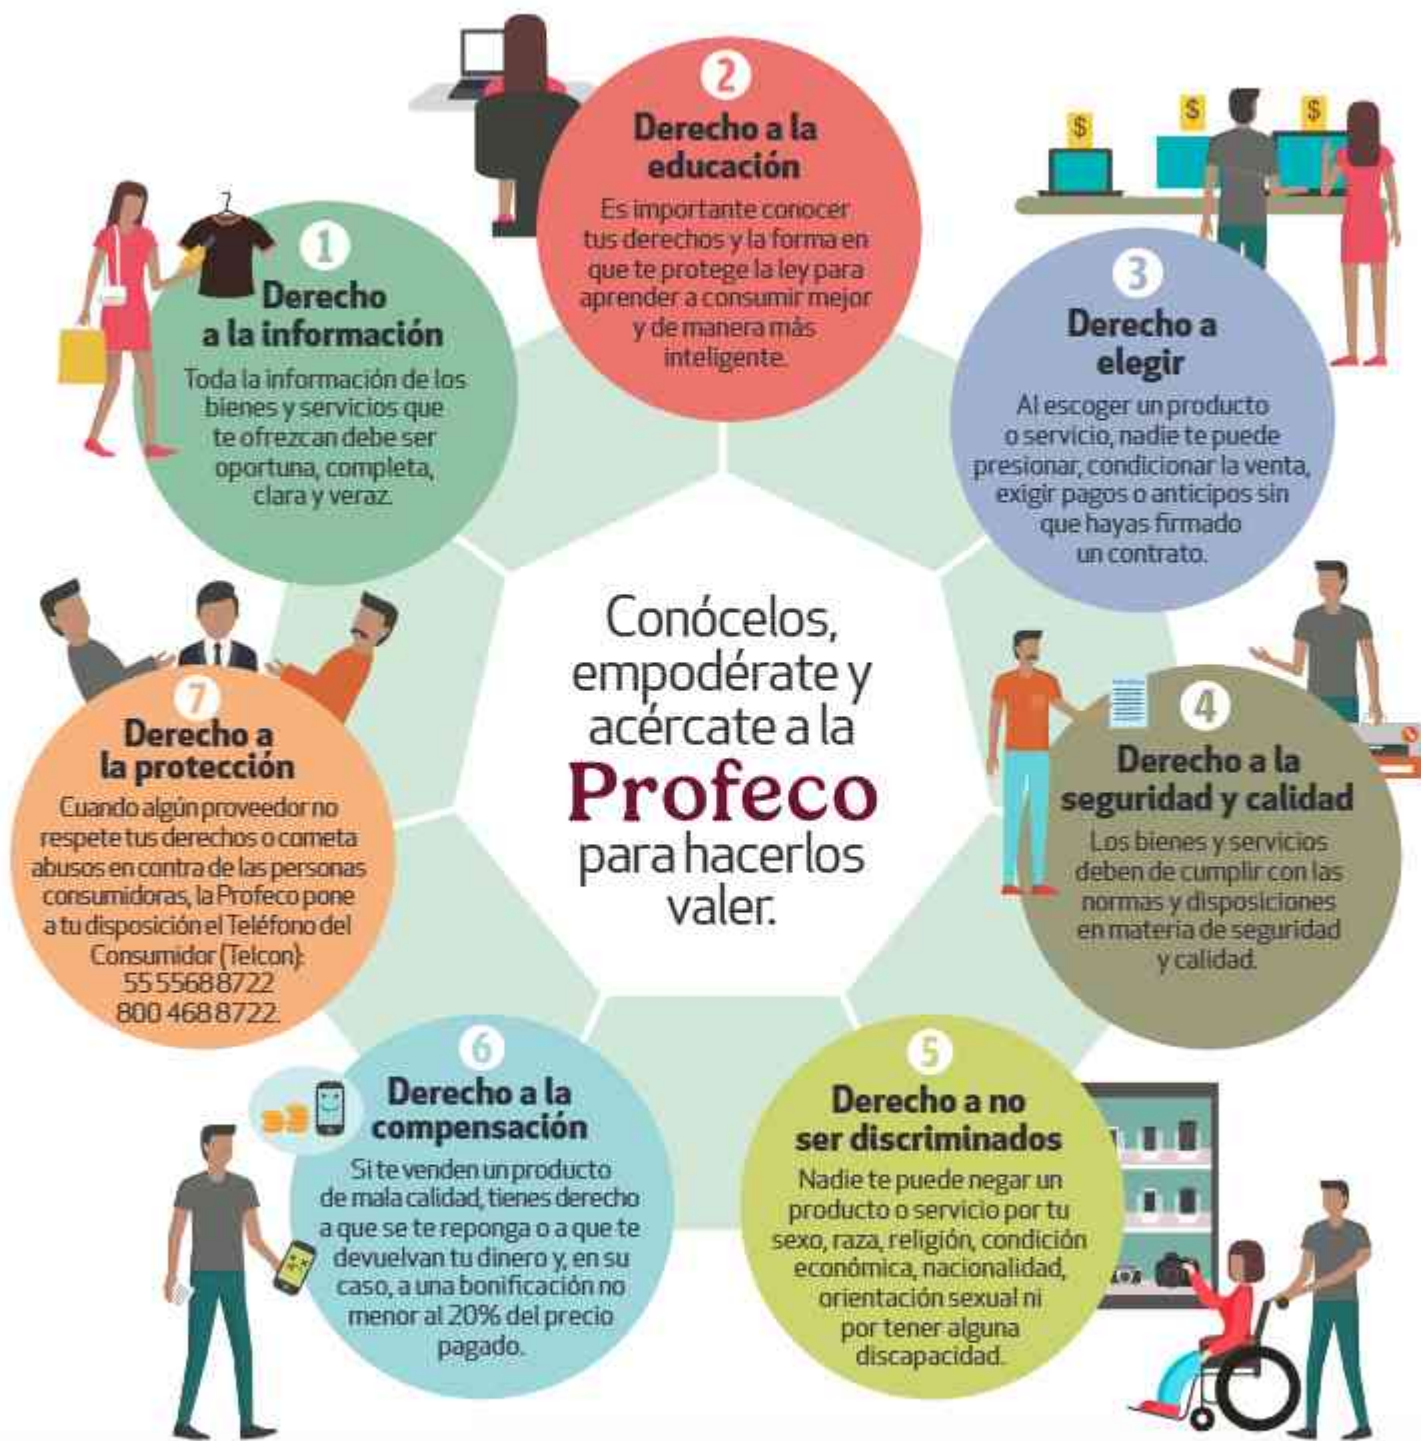 1
Derecho
a la información
Toda la información de los
bienes y servicios que
te ofrezcan debe ser
oportuna, completa,
clara y veraz.
2
Derecho a la
educación
Es importante conocer
tus derechos y la forma en
que te protege la ley para
aprender a consumir mejor
y de manera más
inteligente.
$
$
$
3
Derecho a
elegir
Al escoger un producto
o servicio, nadie te puede
presionar, condicionar la venta,
exigir pagos o anticipos sin
que hayas firmado
un contrato.
4
Derecho a la
seguridad y calidad
Los bienes y servicios
deben de cumplir con las
normas y disposiciones
en materia de seguridad
y calidad.
5
Derecho a no
ser discriminados
Nadie te puede negar un
producto o servicio por tu
sexo, raza, religión, condición
económica, nacionalidad,
orientación sexual ni
por tener alguna
discapacidad.
6
Derecho a la
compensación
Si te venden un producto
de mala calidad, tienes derecho
a que se te reponga o a que te
devuelvan tu dinero y, en su
caso, a una bonificación no
menor al 20% del precio
pagado.
7
Derecho a
la protección
Cuando algún proveedor no
respete tus derechos o cometa
abusos en contra de las personas
consumidoras, la Profeco pone
a tu disposición el Teléfono del
Consumidor (Telcon):
55 5568 8722
800 468 8722.
Conócelos,
empodérate y
acércate a la
Profeco
para hacerlos
valer.